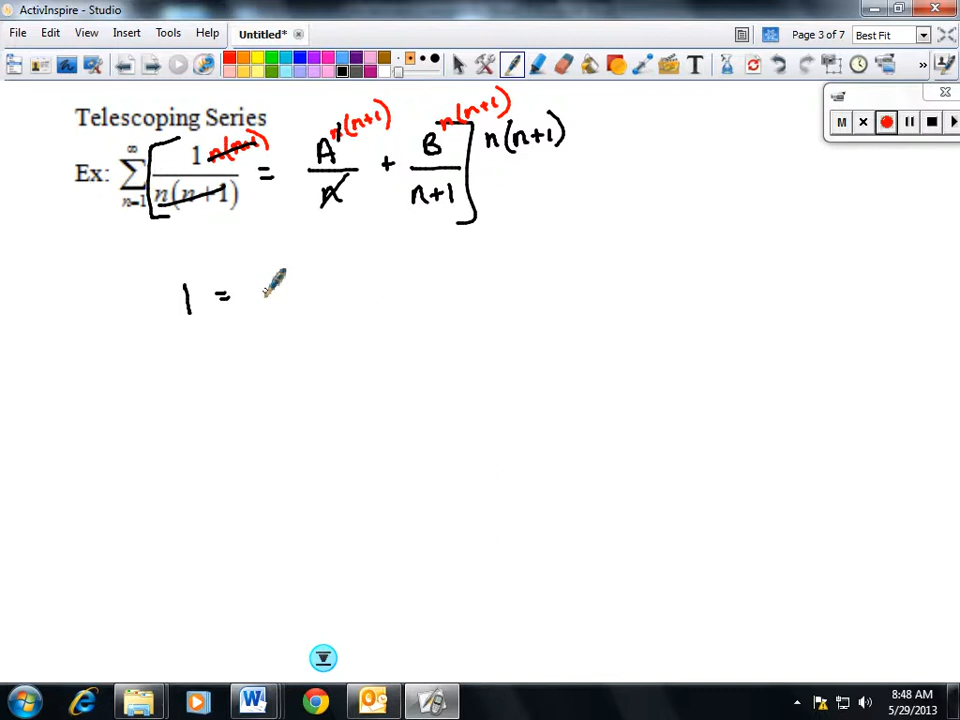 ActivInspire - Studio
File Edit View Insert Tools Help Untitled* Page 3 of 7 Best Fit
»
Telescoping Series
n(n+1) n(n+1)
Ex: ∞ ∑ n=1 [ 1 n(n+1) / n(n+1) = A / n + B / n+1 ] n(n+1)
M
1 =
W
8:48 AM
5/29/2013